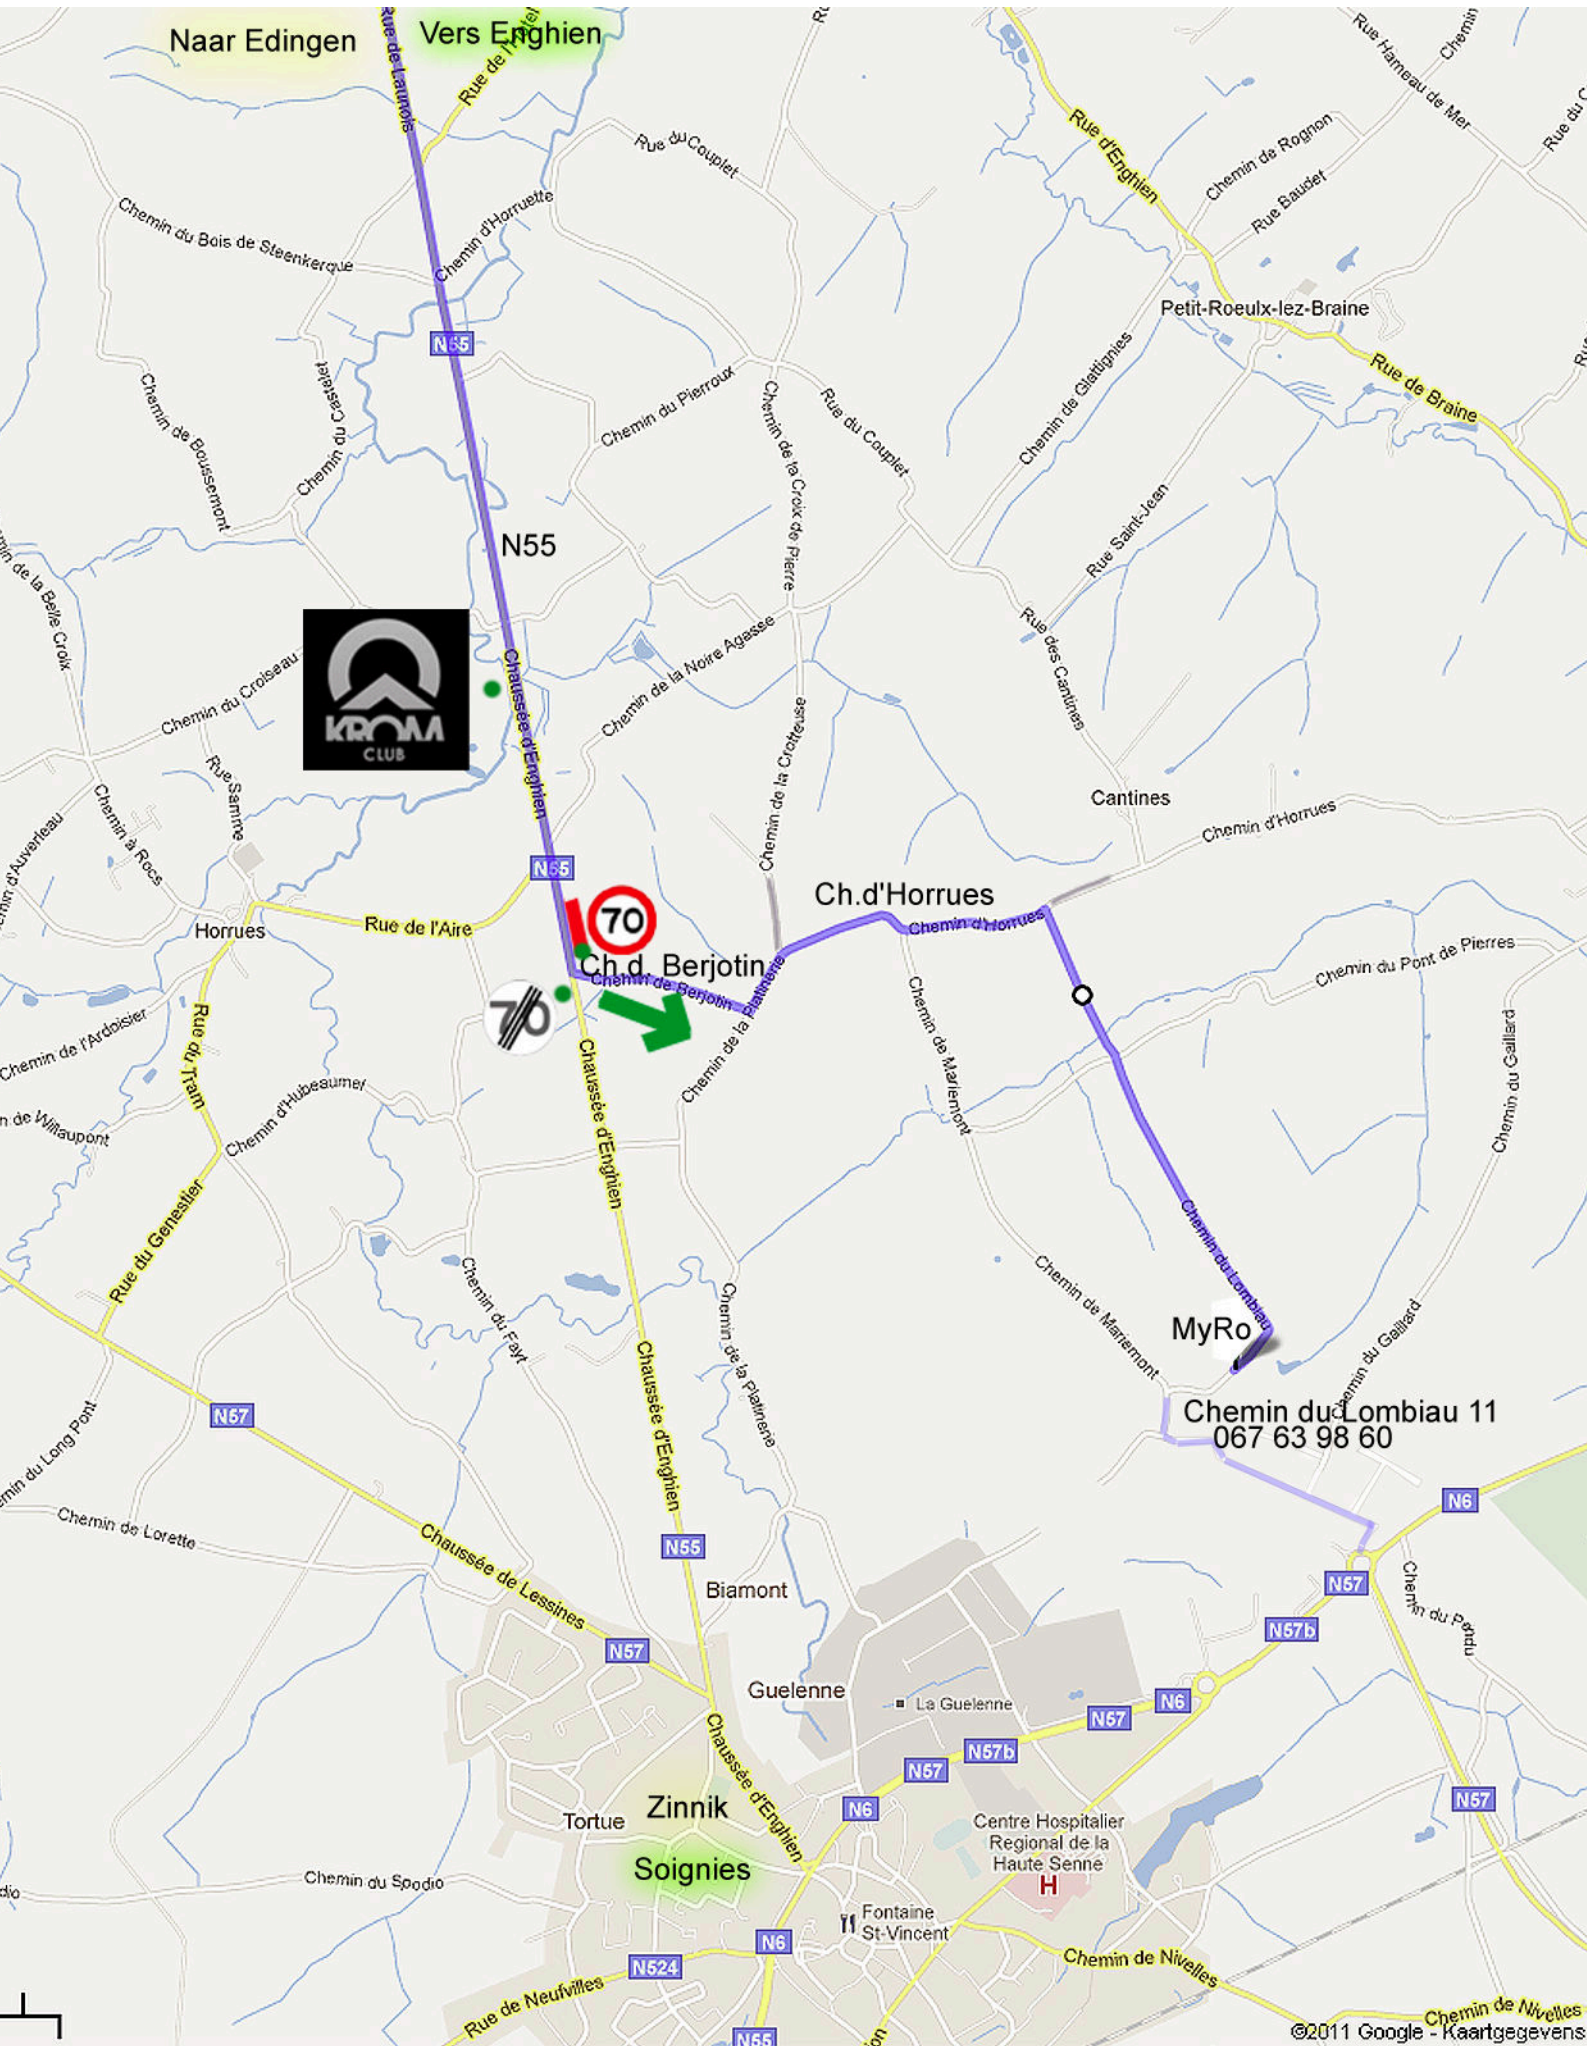 Naar Edingen
Vers Enghien
Rue de Launois
Rue de l'Hôtel
Rue du Couplet
Rue Hameau de Mer
Chemin
Rue d'Enghien
Chemin de Rognon
Rue Baudet
Chemin du Bois de Steenkerque
Chemin d'Horruette
Petit-Roeulx-lez-Braine
N55
Rue de Braine
Chemin de Boussemont
Chemin du Castelet
Chemin du Pierroux
Chemin de la Croix de Pierre
Rue du Couplet
Chemin de Glattignies
Rue Saint-Jean
N55
min de la Belle Croix
KROM
CLUB
Chaussée d'Enghien
Chemin du Croiseau
Chemin de la Noire Agasse
Rue des Cantines
Chemin de la Crotteuse
Rue Samme
Chemin à Rocs
Cantines
Chemin d'Horrues
N55
70
Ch.d'Horrues
Chemin d'Horrues
Rue de l'Aire
Horrues
Ch.d. Berjotin
Chemin de Berjotin
Chemin de la Platinerie
70
Chemin du Pont de Pierres
Chemin de l'Ardoisier
Rue du Tram
Chemin de Mariemont
Chemin du Gaillard
Chaussée d'Enghien
Chemin d'Hubeaumel
n de Willaupont
Rue du Genestier
Chemin du Lombiau
Chemin du Fayt
Chemin de la Platinerie
Chemin de Mariemont
MyRo
Chemin du Gaillard
Chaussée d'Enghien
N57
Chemin du Lombiau 11
067 63 98 60
emin du Long Pont
N6
Chemin de Lorette
Chaussée de Lessines
N55
Biamont
N57
Chemin du Pendu
N57b
N57
Guelenne
La Guelenne
N6
N57
N57b
N57
Chaussée d'Enghien
Zinnik
Tortue
N6
Centre Hospitalier
Regional de la
Haute Senne
H
N57
Soignies
Chemin du Spodio
dio
Fontaine
St-Vincent
N6
N524
Rue de Neufvilles
Chemin de Nivelles
Chemin de Nivelles
N55
©2011 Google - Kaartgegevens